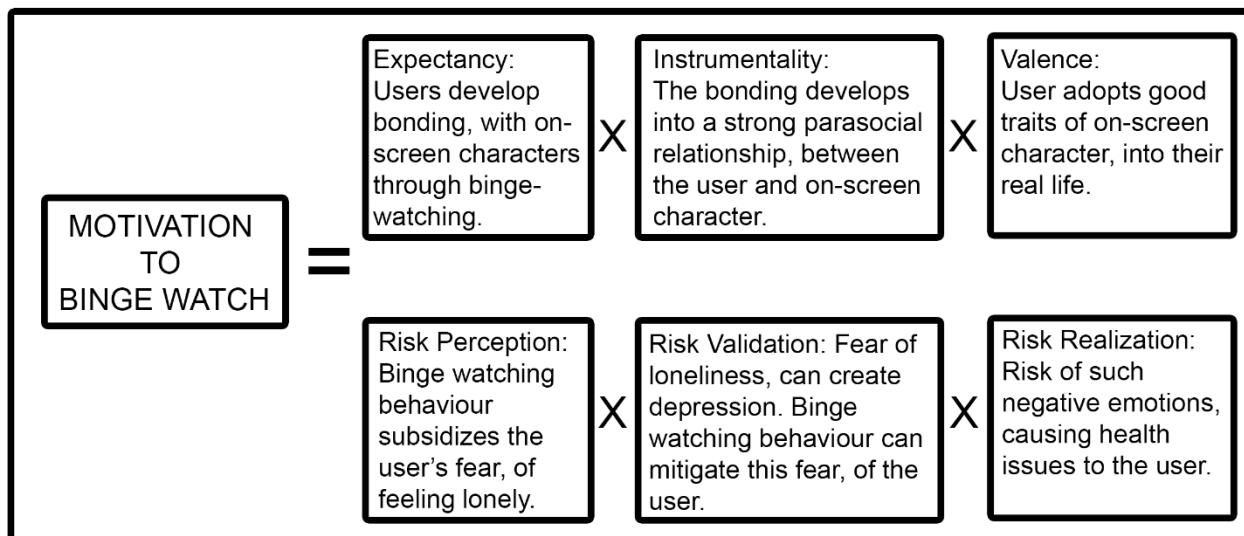 MOTIVATION
TO
BINGE WATCH
=
Expectancy:
Users develop
bonding, with on-
screen characters
through binge-
watching.
X
Instrumentality:
The bonding develops
into a strong parasocial
relationship, between
the user and on-screen
character.
X
Valence:
User adopts good
traits of on-screen
character, into their
real life.
Risk Perception:
Binge watching
behaviour
subsidizes the
user's fear, of
feeling lonely.
X
Risk Validation: Fear of
loneliness, can create
depression. Binge
watching behaviour can
mitigate this fear, of the
user.
X
Risk Realization:
Risk of such
negative emotions,
causing health
issues to the user.